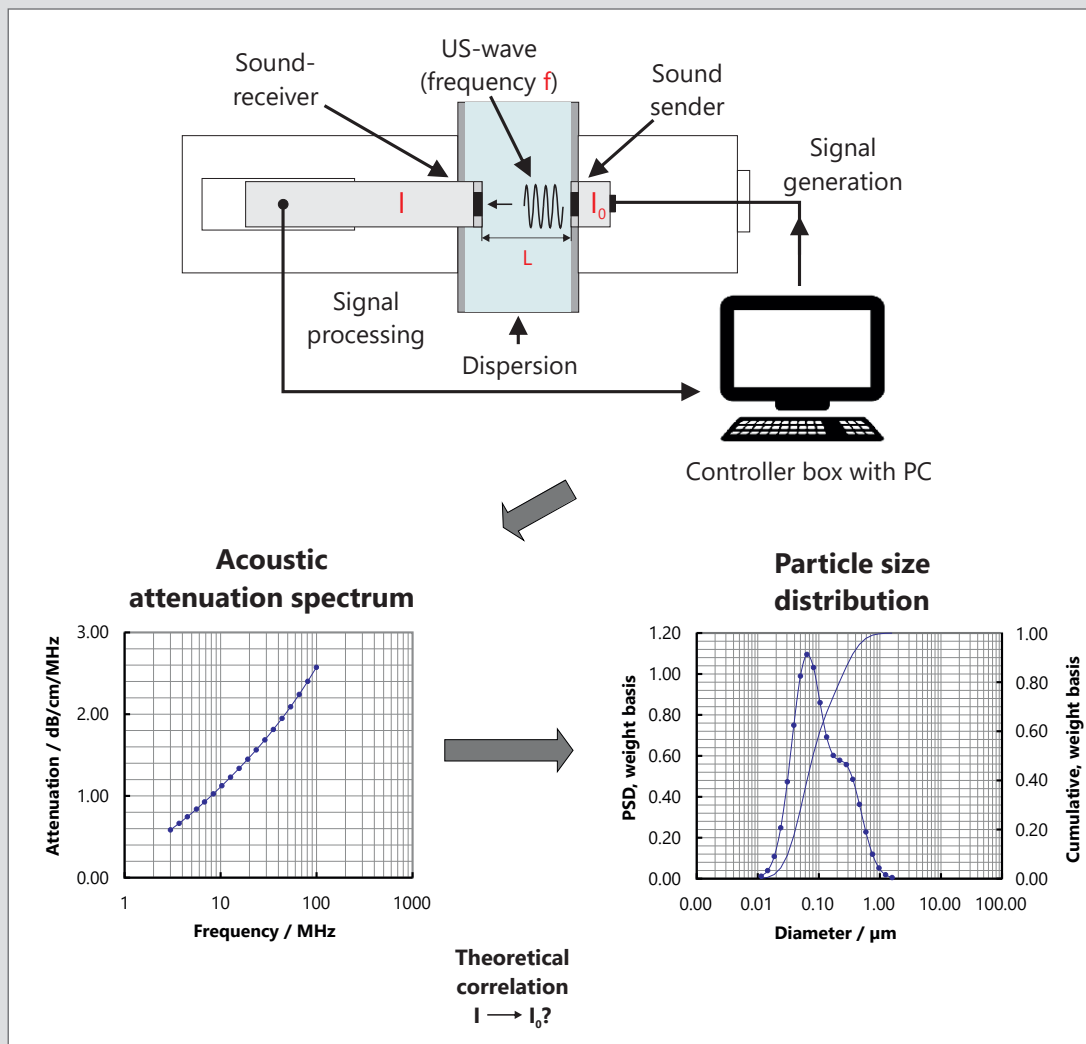 Sound-
receiver
US-wave
(frequency f)
Sound
sender
Signal
generation
I
I₀
L
Signal
processing
Dispersion
Controller box with PC
Acoustic
attenuation spectrum
Attenuation / dB/cm/MHz
3.00
2.00
1.00
0.00
1
10
100
1000
Frequency / MHz
Particle size
distribution
PSD, weight basis
1.20
1.00
0.80
0.60
0.40
0.20
0.00
1.00
0.80
0.60
0.40
0.20
0.00
Cumulative, weight basis
0.00
0.01
0.10
1.00
10.00
100.00
Diameter / µm
Theoretical
correlation
I ⟶ I₀?